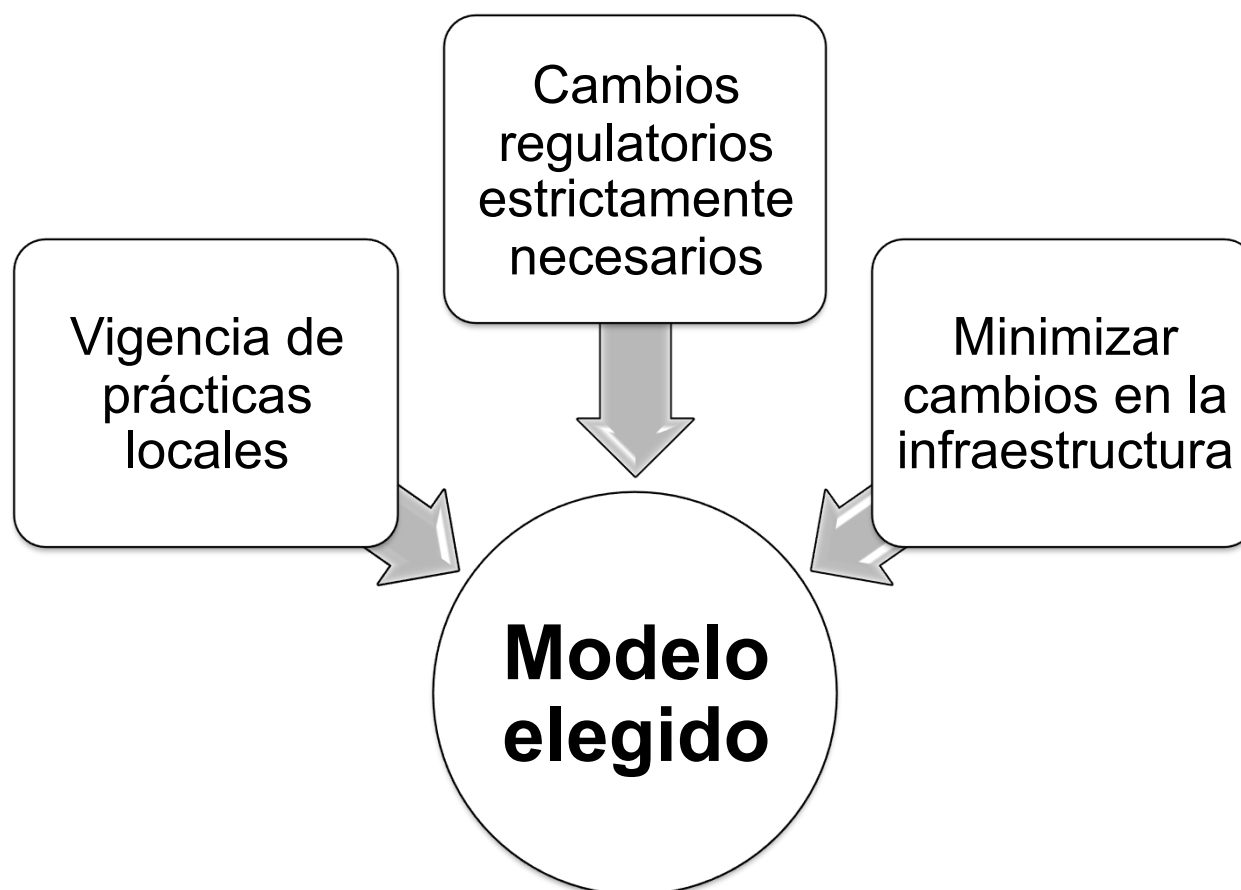 Cambios
regulatorios
estrictamente
necesarios
Vigencia de
prácticas
locales
Minimizar
cambios en la
infraestructura
Modelo
elegido